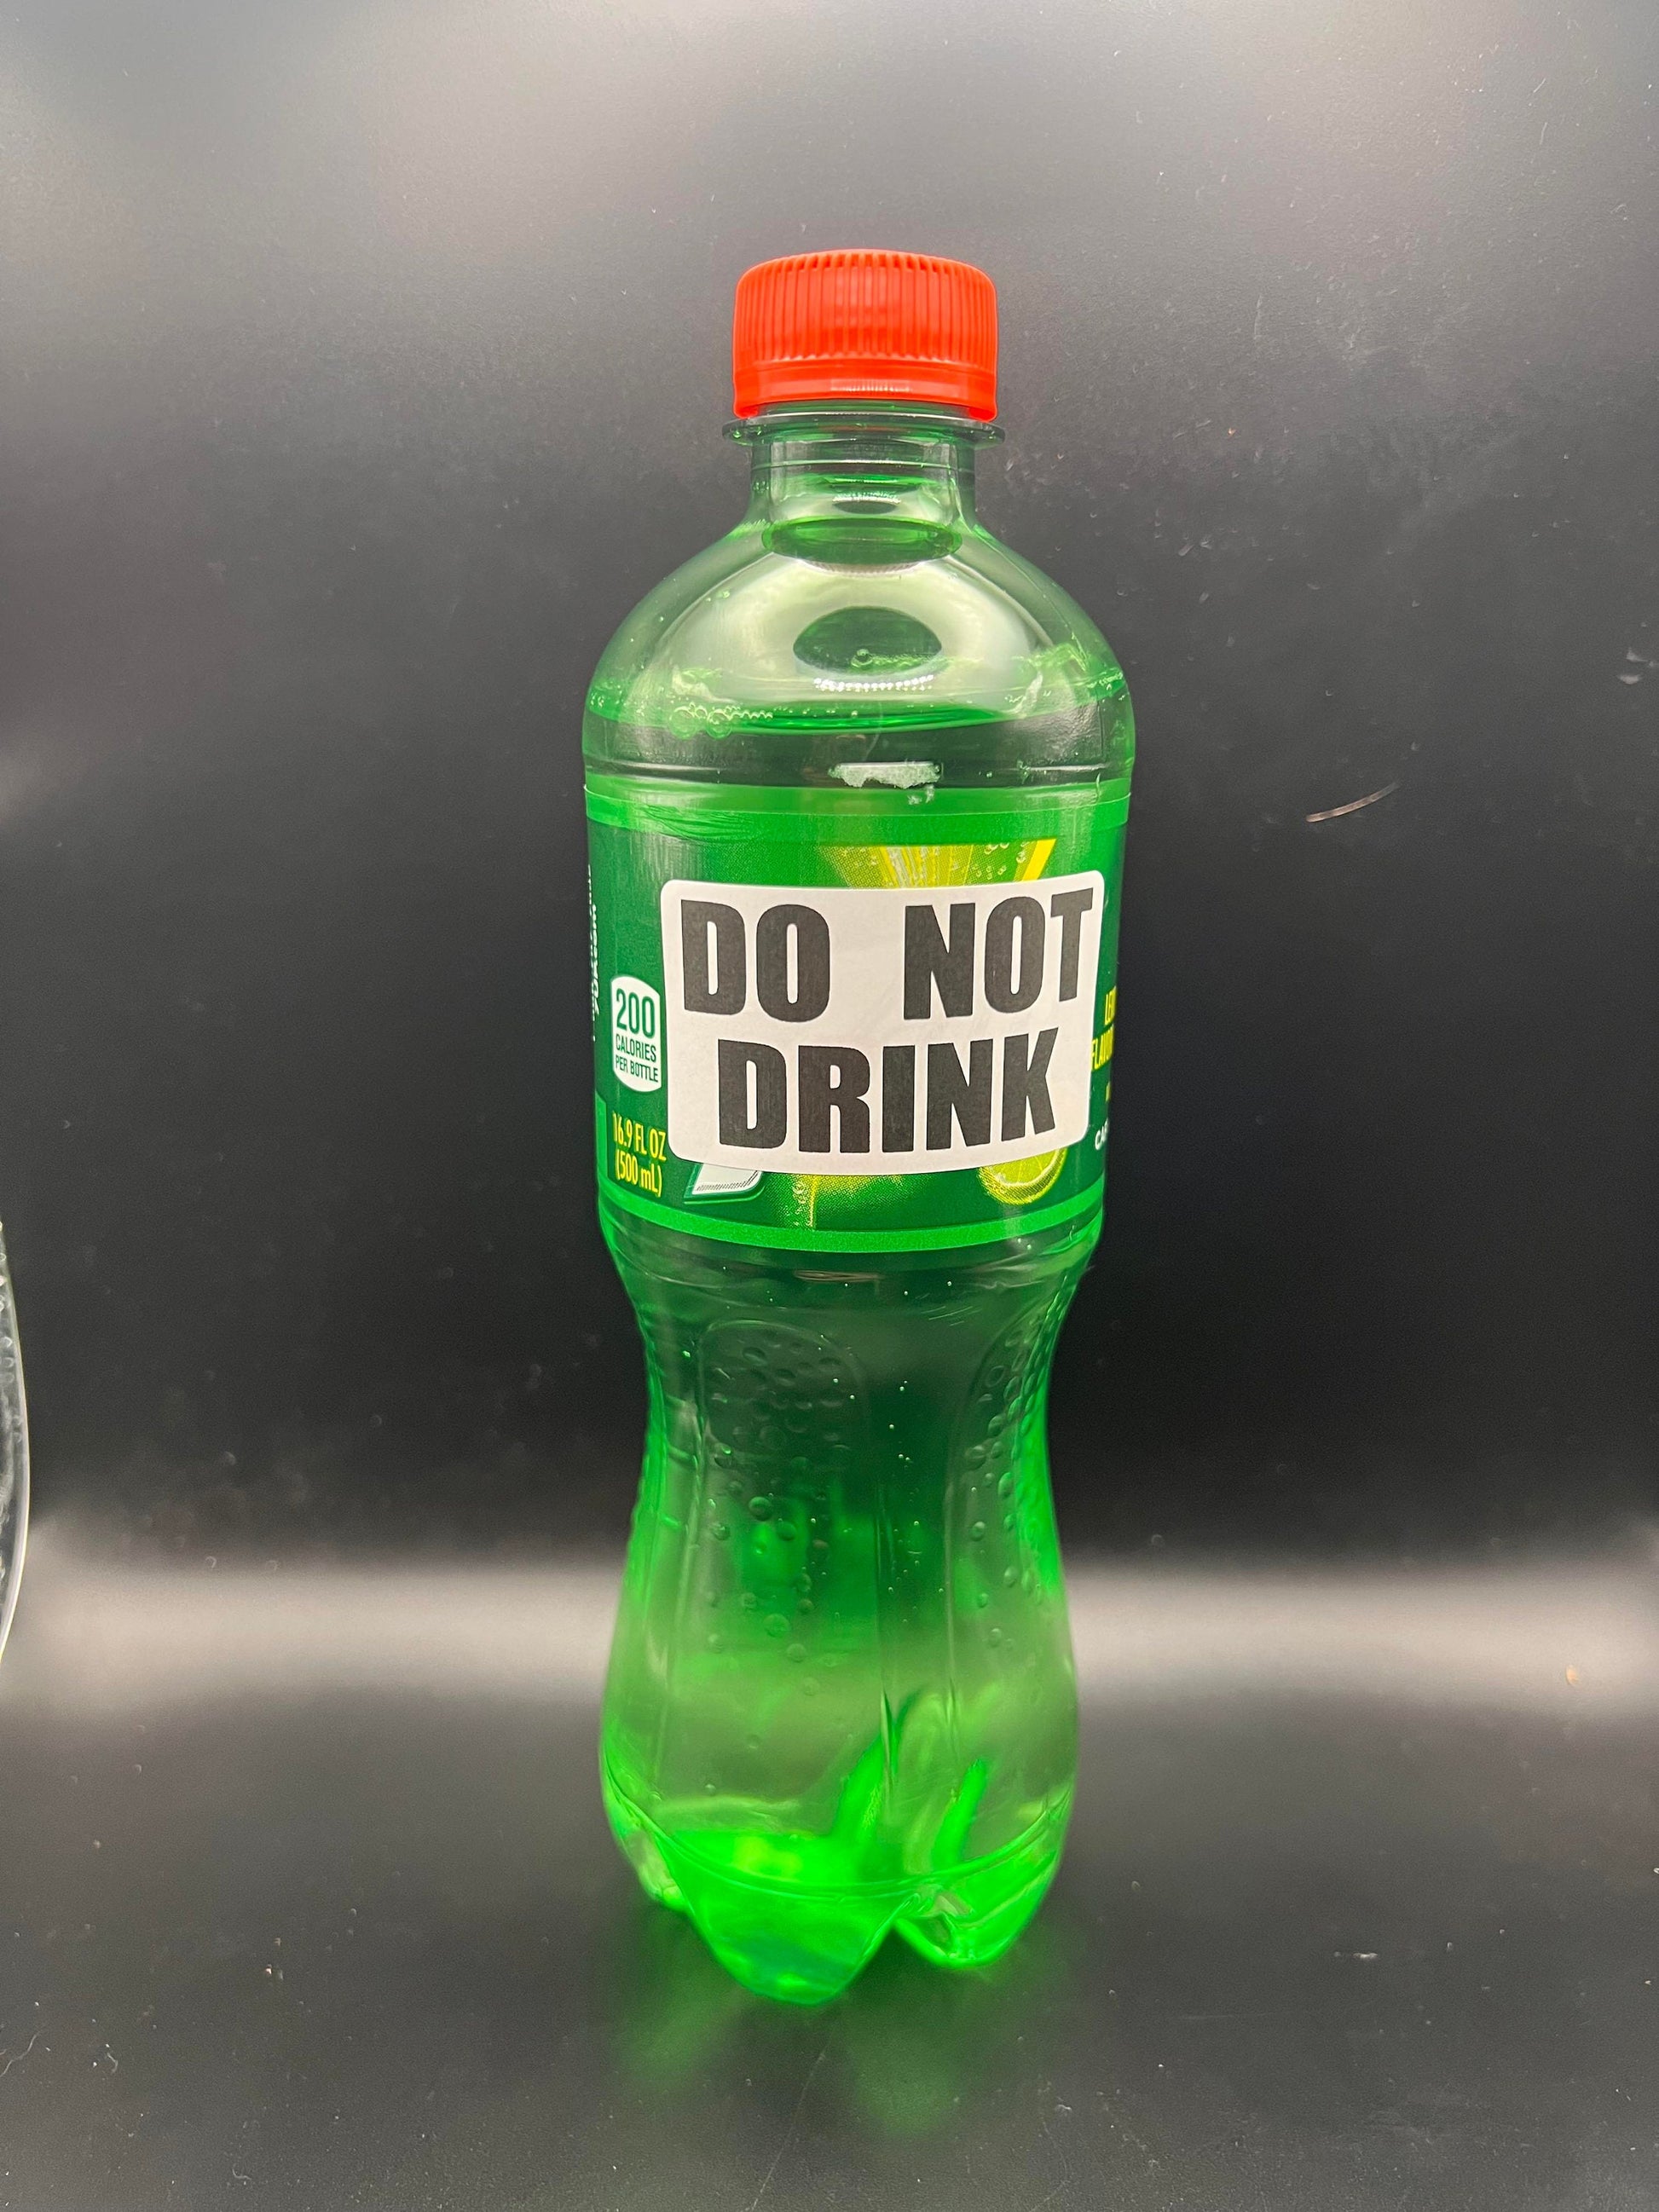 DO NOT
DRINK
200
CALORIES
PER BOTTLE
16.9 FL OZ
(500 mL)